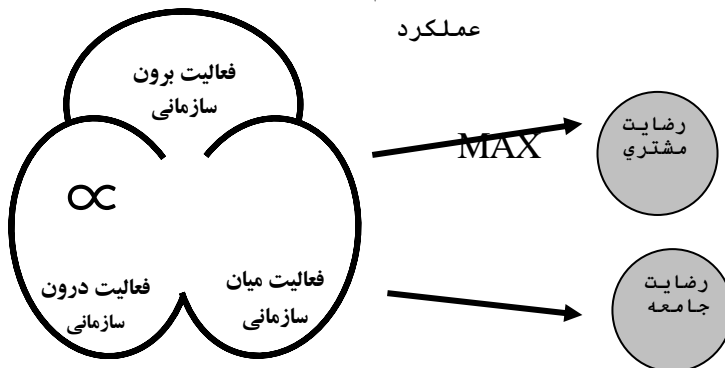 عملکرد
فعالیت برون
سازمانی
رضایت
مشتري
MAX
∝
فعالیت میان
سازمانی
فعالیت درون
سازمانی
رضایت
جامعه